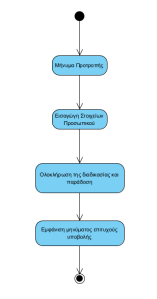 Μήνυμα Προτροπής
Εισαγωγή Στοιχείων
Προσωπικού
Ολοκλήρωση της διαδικασίας και
παράδοση
Εμφάνιση μηνύματος επιτυχούς
υποβολής